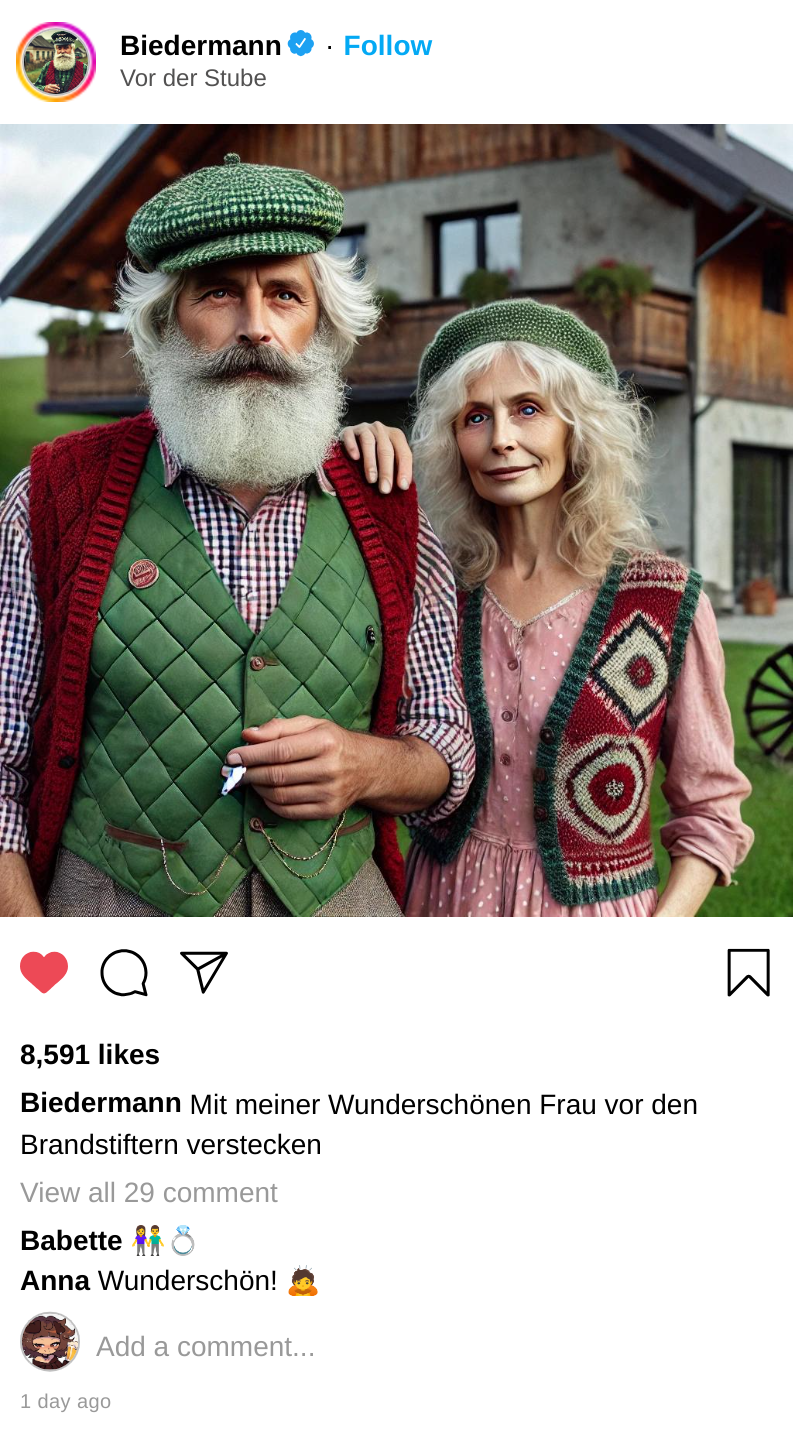 Biedermann · Follow
Vor der Stube
8,591 likes
Biedermann Mit meiner Wunderschönen Frau vor den
Brandstiftern verstecken
View all 29 comment
Babette 👫💍
Anna Wunderschön! 🙇
Add a comment...
1 day ago